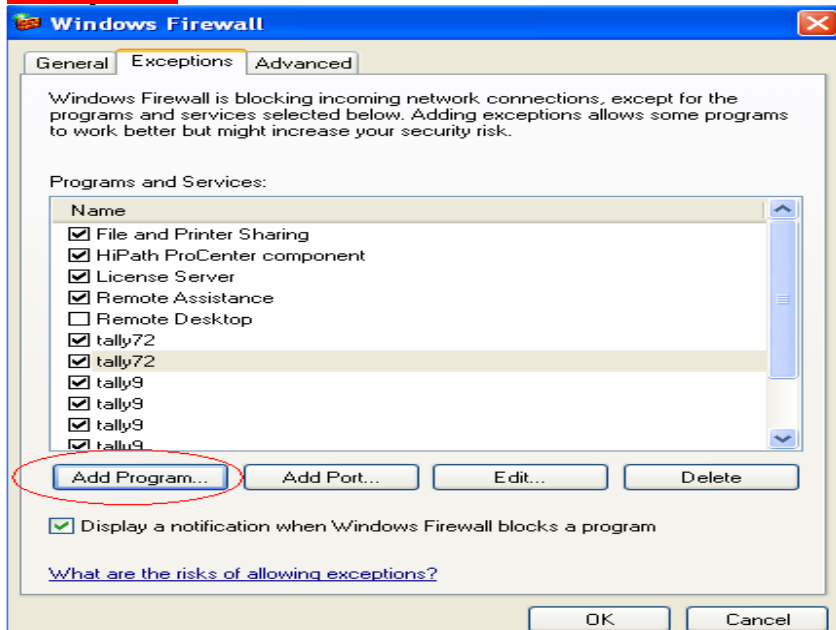 Windows Firewall
General Exceptions Advanced
Windows Firewall is blocking incoming network connections, except for the
programs and services selected below. Adding exceptions allows some programs
to work better but might increase your security risk.
Programs and Services:
Name
File and Printer Sharing
HiPath ProCenter component
License Server
Remote Assistance
Remote Desktop
tally72
tally72
tally9
tally9
tally9
tally9
Add Program... Add Port... Edit... Delete
Display a notification when Windows Firewall blocks a program
What are the risks of allowing exceptions?
OK Cancel